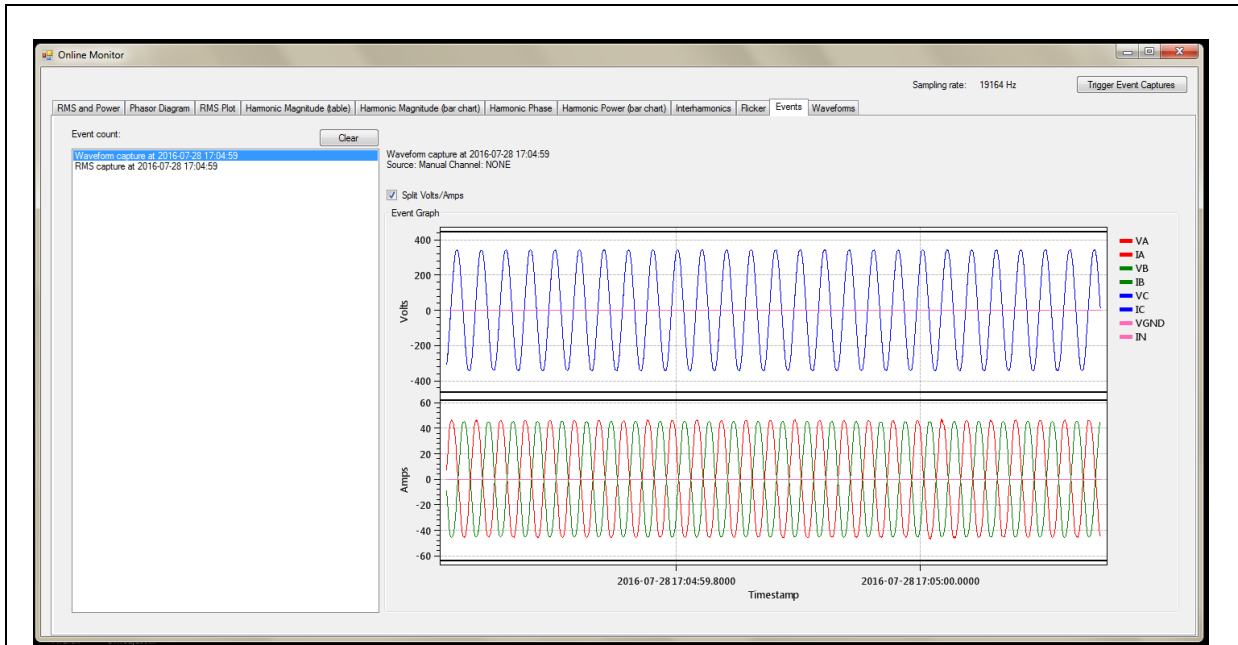 Online Monitor
Sampling rate: 19164 Hz
Trigger Event Captures
RMS and Power
Phasor Diagram
RMS Plot
Harmonic Magnitude (table)
Harmonic Magnitude (bar chart)
Harmonic Phase
Harmonic Power (bar chart)
Interharmonics
Flicker
Events
Waveforms
Event count:
Clear
Waveform capture at 2016-07-28 17:04:59
RMS capture at 2016-07-28 17:04:59
Waveform capture at 2016-07-28 17:04:59
Source: Manual Channel: NONE
Split Volts/Amps
Event Graph
400
200
0
-200
-400
Volts
60
40
20
0
-20
-40
-60
Amps
2016-07-28 17:04:59.8000
2016-07-28 17:05:00.0000
Timestamp
VA
IA
VB
IB
VC
IC
VGND
IN